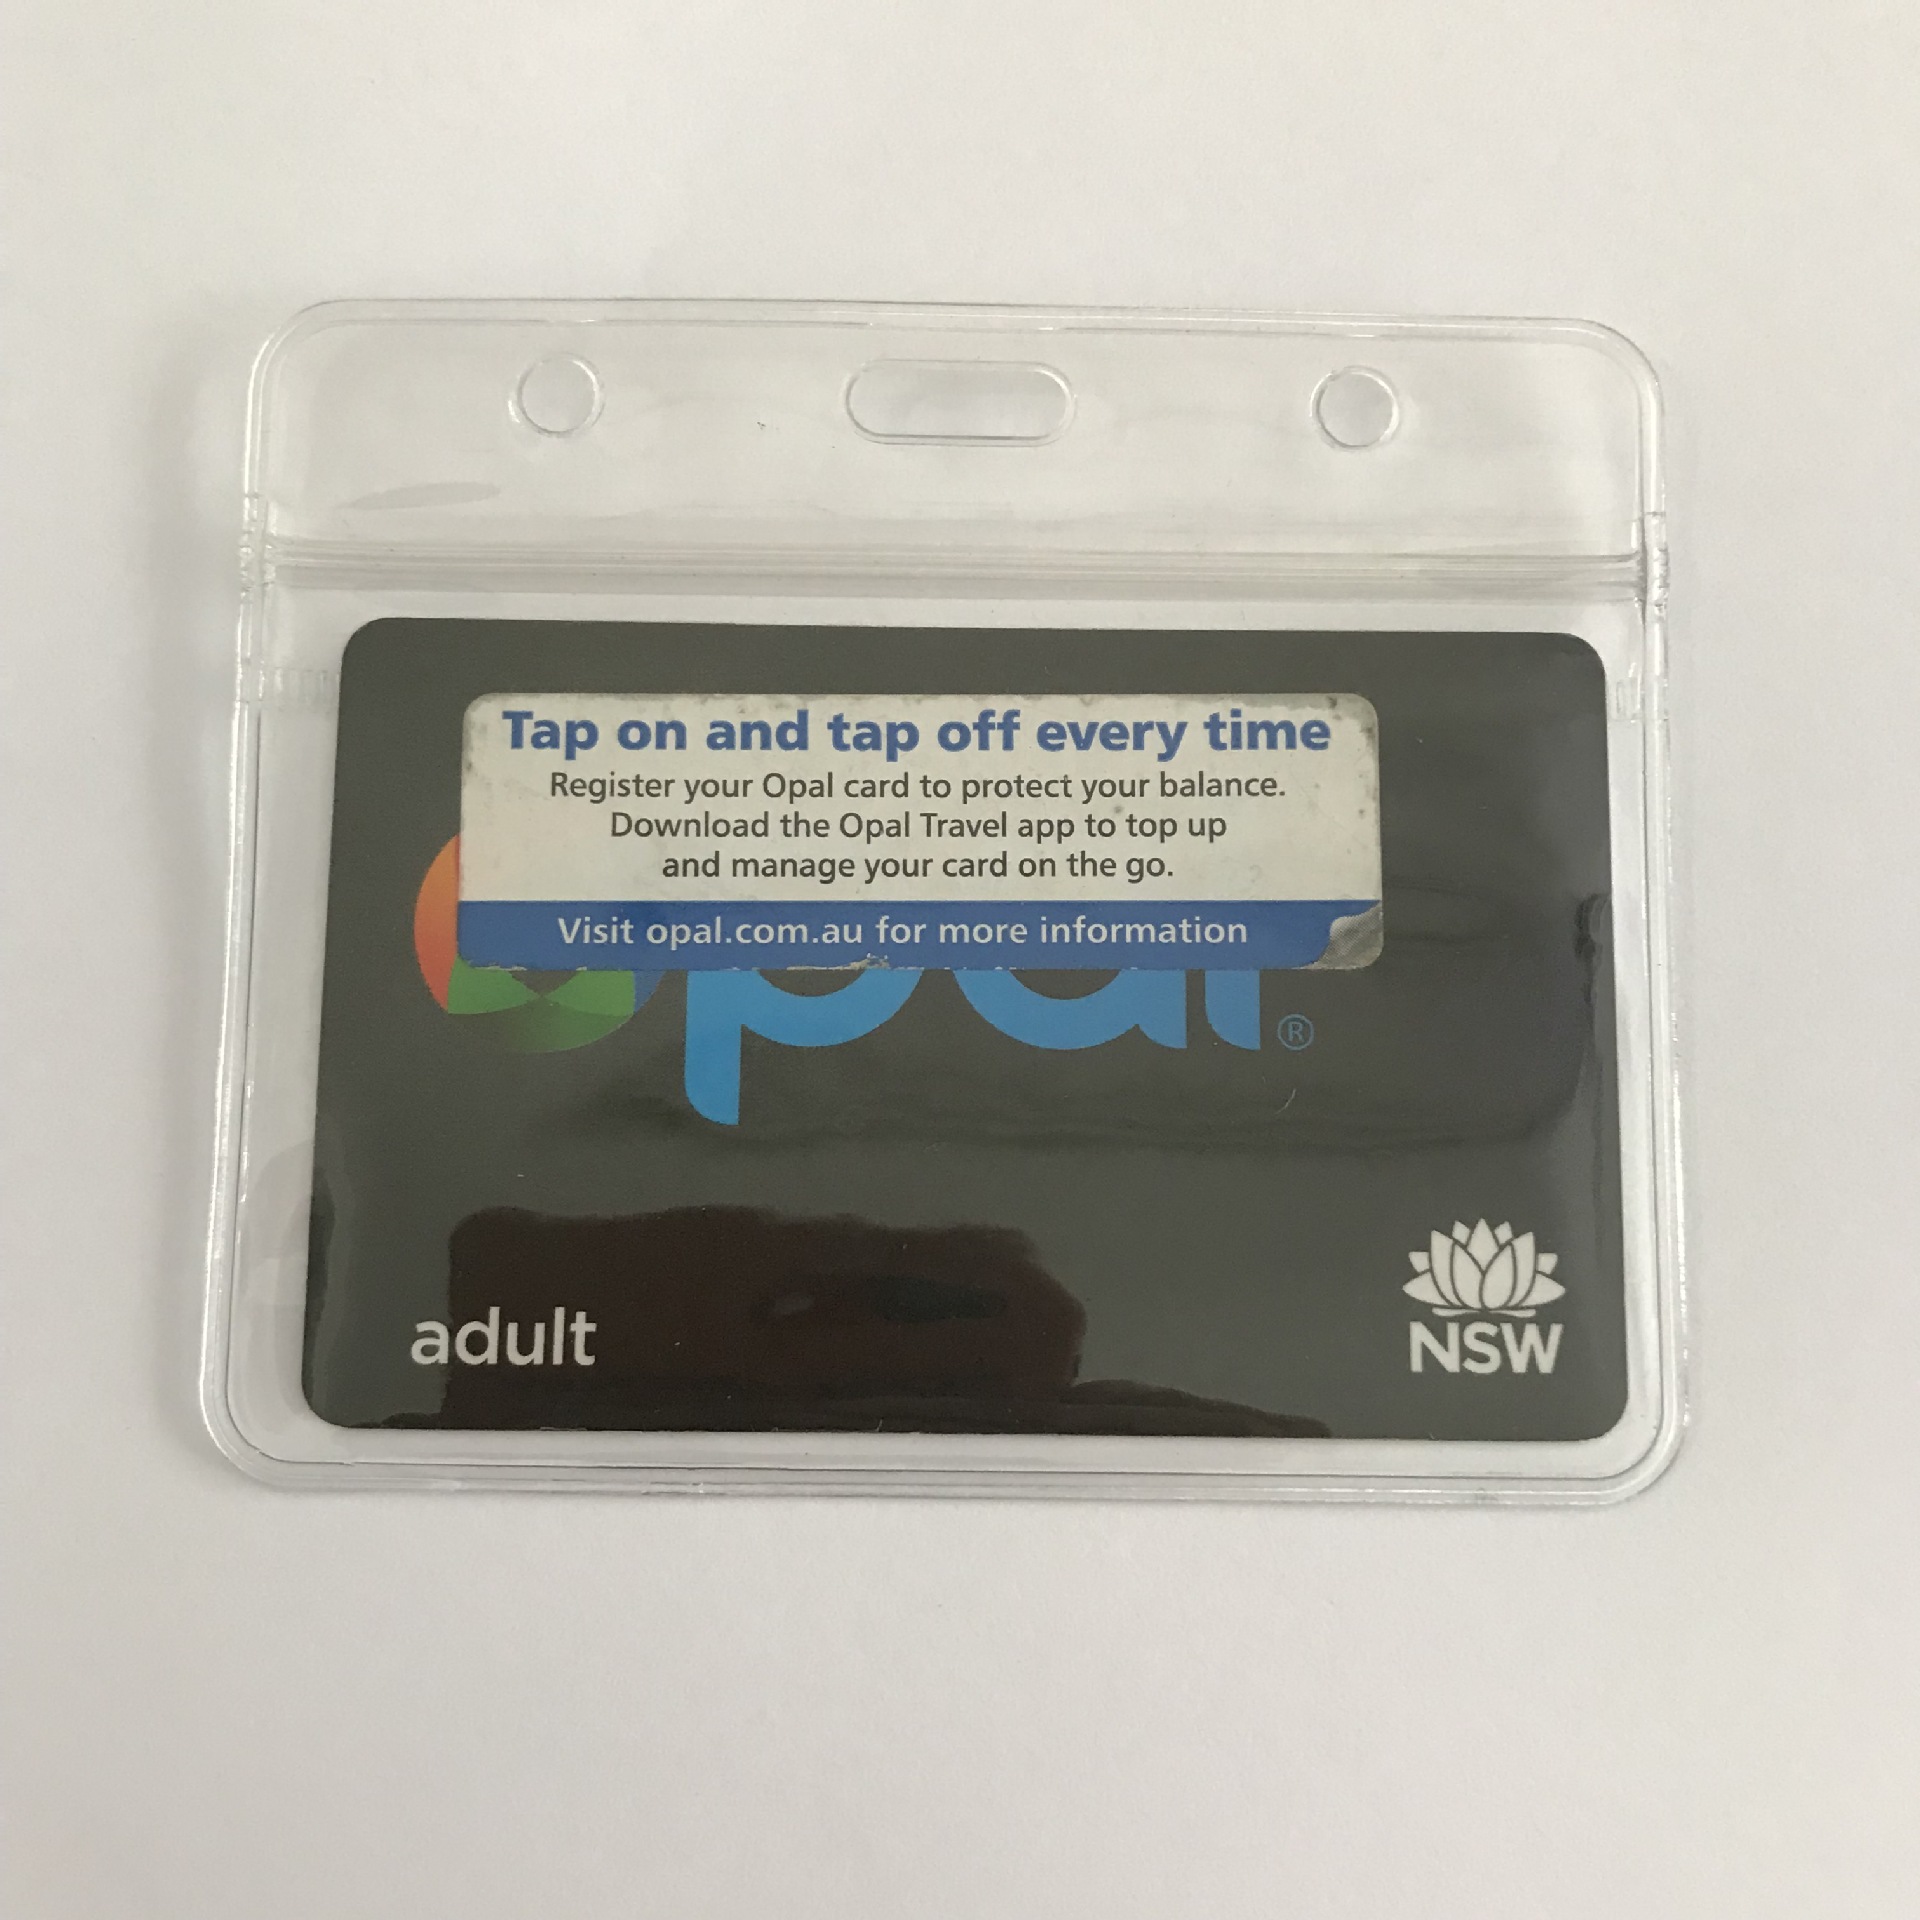 Tap on and tap off every time
Register your Opal card to protect your balance.
Download the Opal Travel app to top up
and manage your card on the go.
Visit opal.com.au for more information
opal®
adult
NSW